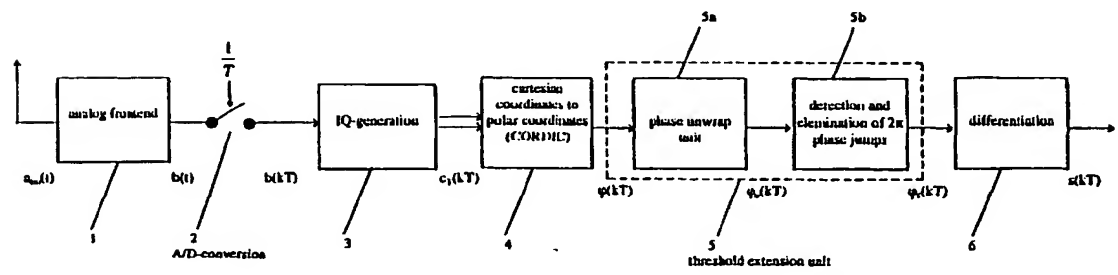 5a
5b
1
T
analog frontend
IQ-generation
cartesian
coordinates to
polar coordinates
(CORDIC)
phase unwrap
unit
detection and
elemination of 2π
phase jumps
differentiation
b(t)
b(kT)
c₁(kT)
φ(kT)
φᵤ(kT)
φᵣ(kT)
s(kT)
1
2
3
4
5
6
A/D-conversion
threshold extension unit